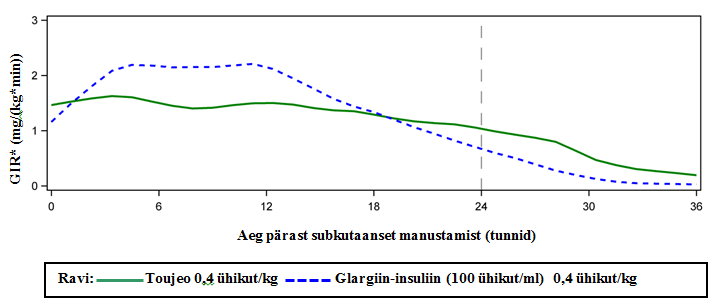 3
2
1
0
GIR* (mg/(kg*min))
0 6 12 18 24 30 36
Aeg pärast subkutaanset manustamist (tunnid)
Ravi: Toujeo 0,4 ühikut/kg Glargiin-insuliin (100 ühikut/ml) 0,4 ühikut/kg